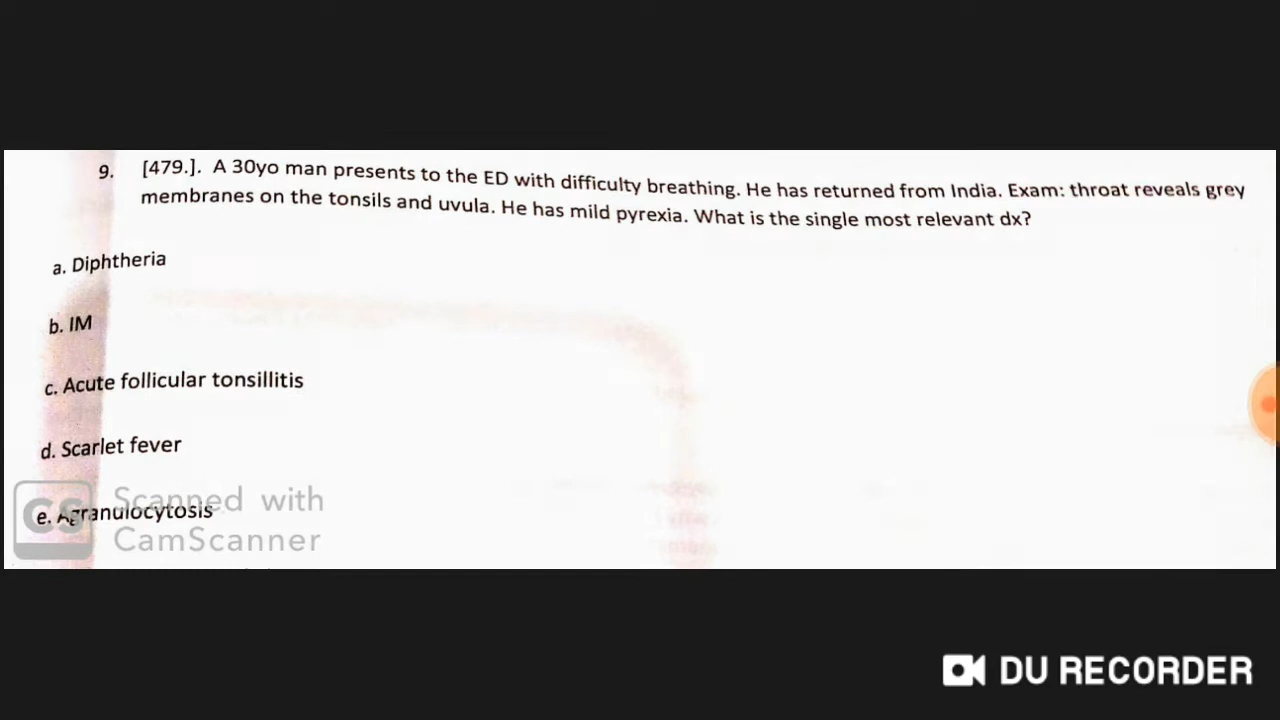 9. [479.]. A 30yo man presents to the ED with difficulty breathing. He has returned from India. Exam: throat reveals grey
membranes on the tonsils and uvula. He has mild pyrexia. What is the single most relevant dx?
a. Diphtheria
b. IM
c. Acute follicular tonsillitis
d. Scarlet fever
e. Agranulocytosis
CS Scanned with
CamScanner
DU RECORDER